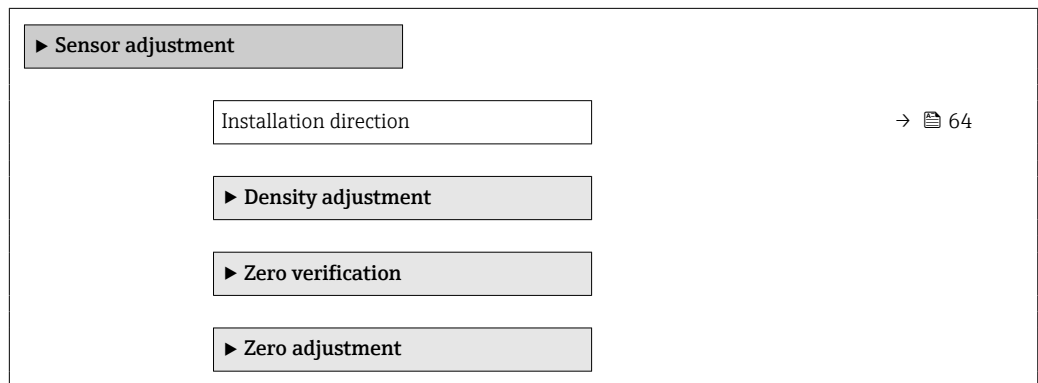 ▶ Sensor adjustment
Installation direction → 64
▶ Density adjustment
▶ Zero verification
▶ Zero adjustment